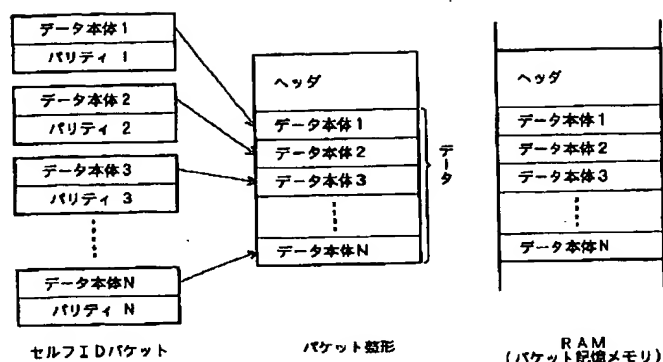 データ本体1
パリティ 1
データ本体2
パリティ 2
データ本体3
パリティ 3
データ本体N
パリティ N
セルフIDパケット
ヘッダ
データ本体1
データ本体2
データ本体3
データ本体N
データ
パケット整形
ヘッダ
データ本体1
データ本体2
データ本体3
データ本体N
RAM
(パケット記憶メモリ)